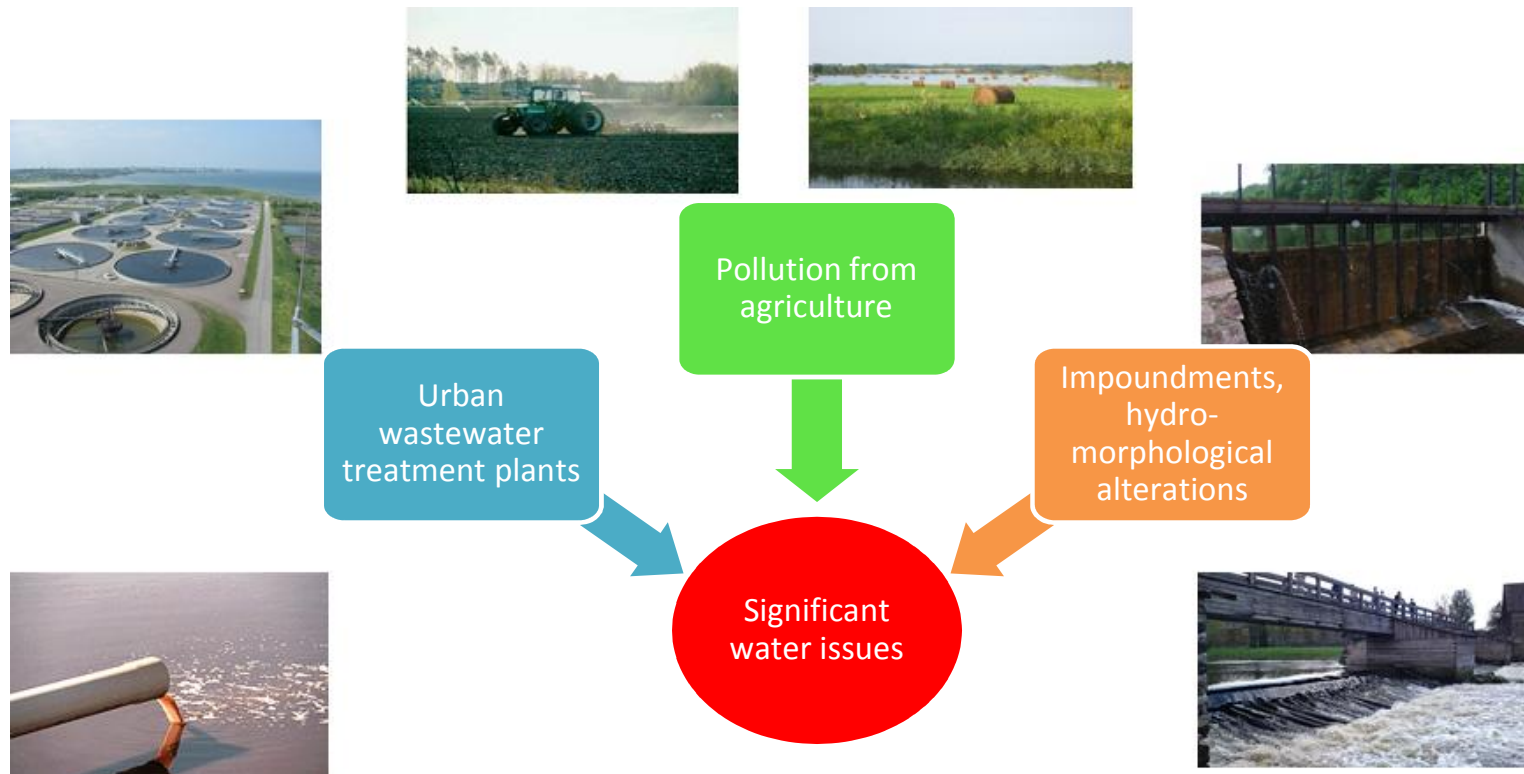 Pollution from
agriculture
Urban
wastewater
treatment plants
Impoundments,
hydro-
morphological
alterations
Significant
water issues